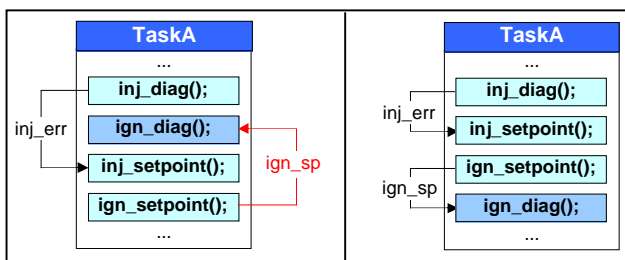 TaskA
...
inj_diag();
inj_err
ign_diag();
inj_setpoint();
ign_sp
ign_setpoint();
...
TaskA
...
inj_diag();
inj_err
inj_setpoint();
ign_setpoint();
ign_sp
ign_diag();
...